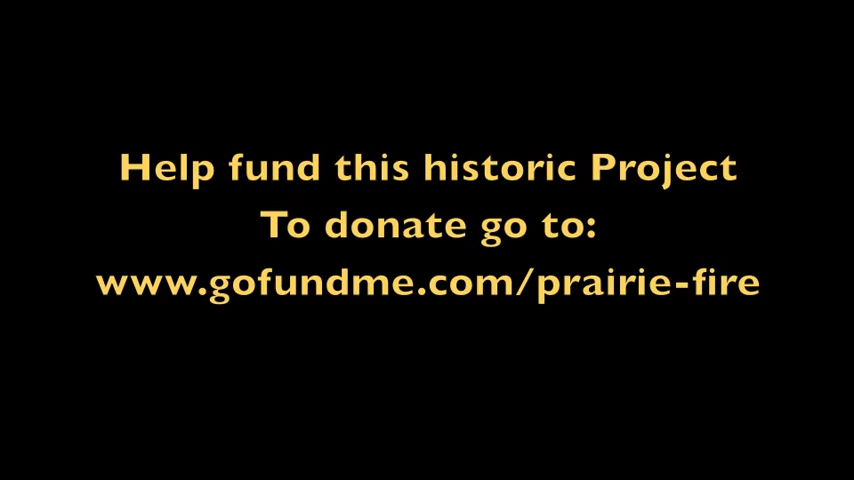 Help fund this historic Project
To donate go to:
www.gofundme.com/prairie-fire